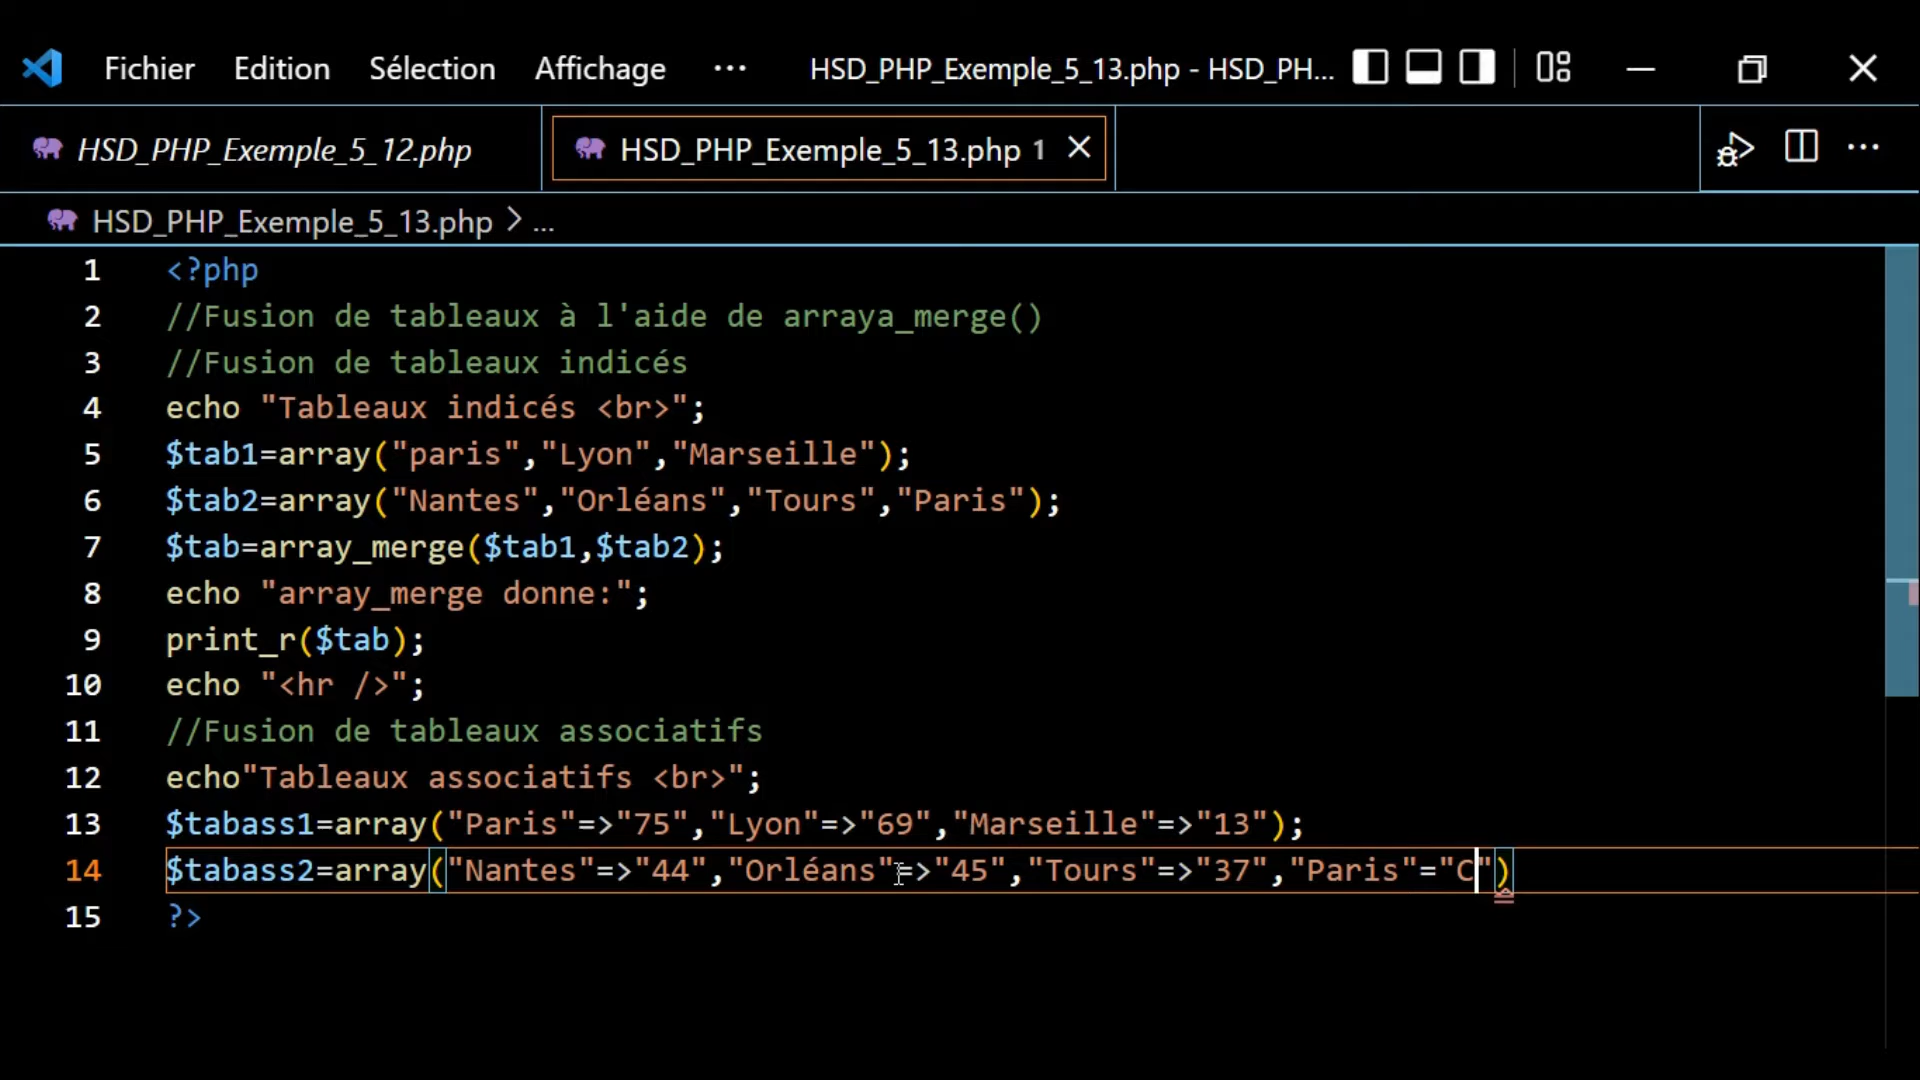 Fichier Edition Sélection Affichage ··· HSD_PHP_Exemple_5_13.php - HSD_PH...
HSD_PHP_Exemple_5_12.php HSD_PHP_Exemple_5_13.php 1
HSD_PHP_Exemple_5_13.php > ...
1 <?php
2 //Fusion de tableaux à l'aide de arraya_merge()
3 //Fusion de tableaux indicés
4 echo "Tableaux indicés <br>";
5 $tab1=array("paris","Lyon","Marseille");
6 $tab2=array("Nantes","Orléans","Tours","Paris");
7 $tab=array_merge($tab1,$tab2);
8 echo "array_merge donne:";
9 print_r($tab);
10 echo "<hr />";
11 //Fusion de tableaux associatifs
12 echo"Tableaux associatifs <br>";
13 $tabass1=array("Paris"=>"75","Lyon"=>"69","Marseille"=>"13");
14 $tabass2=array("Nantes"=>"44","Orléans"=>"45","Tours"=>"37","Paris"="C")
15 ?>